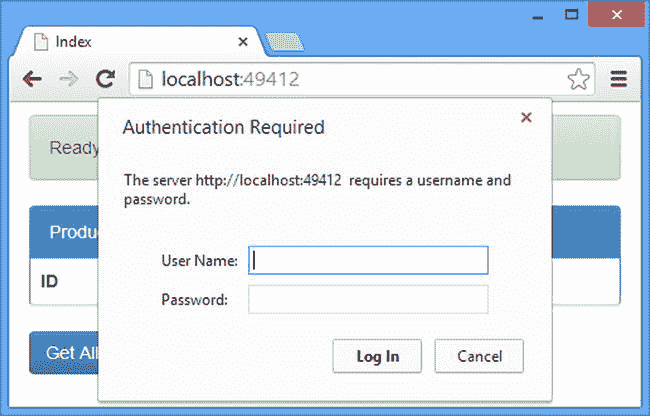 Index
localhost:49412
Authentication Required
Ready
The server http://localhost:49412 requires a username and
password.
Produ
User Name:
ID
Password:
Get All
Log In
Cancel